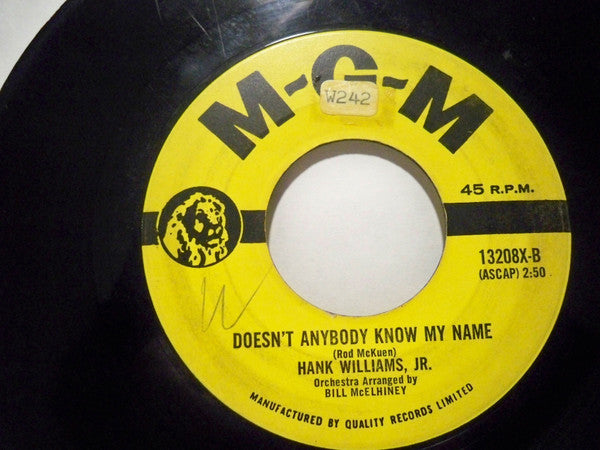 M-G-M
W242
45 R.P.M.
13208X-B
(ASCAP) 2:50
W
DOESN'T ANYBODY KNOW MY NAME
(Rod McKuen)
HANK WILLIAMS, JR.
Orchestra Arranged by
BILL McELHINEY
MANUFACTURED BY QUALITY RECORDS LIMITED